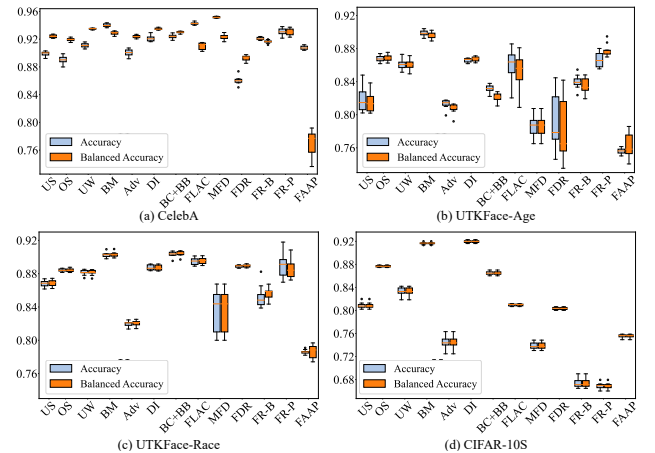 0.96
0.92
0.88
0.84
0.80
0.76
Accuracy
Balanced Accuracy
US OS UW BM Adv DI BC+BB FLAC MFD FDR FR-B FR-P FAAP
(a) CelebA
0.92
0.88
0.84
0.80
0.76
Accuracy
Balanced Accuracy
US OS UW BM Adv DI BC+BB FLAC MFD FDR FR-B FR-P FAAP
(b) UTKFace-Age
0.92
0.88
0.84
0.80
0.76
Accuracy
Balanced Accuracy
US OS UW BM Adv DI BC+BB FLAC MFD FDR FR-B FR-P FAAP
(c) UTKFace-Race
0.92
0.88
0.84
0.80
0.76
0.72
0.68
Accuracy
Balanced Accuracy
US OS UW BM Adv DI BC+BB FLAC MFD FDR FR-B FR-P FAAP
(d) CIFAR-10S